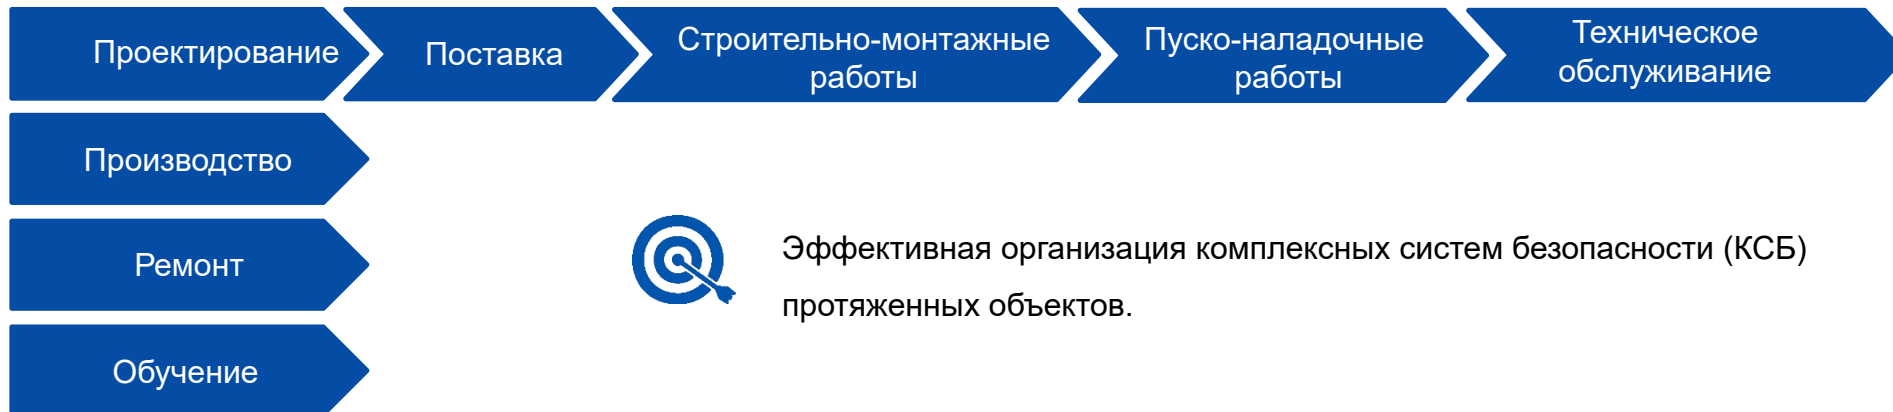 Проектирование
Поставка
Строительно-монтажные
работы
Пуско-наладочные
работы
Техническое
обслуживание
Производство
Ремонт
Обучение
Эффективная организация комплексных систем безопасности (КСБ)
протяженных объектов.